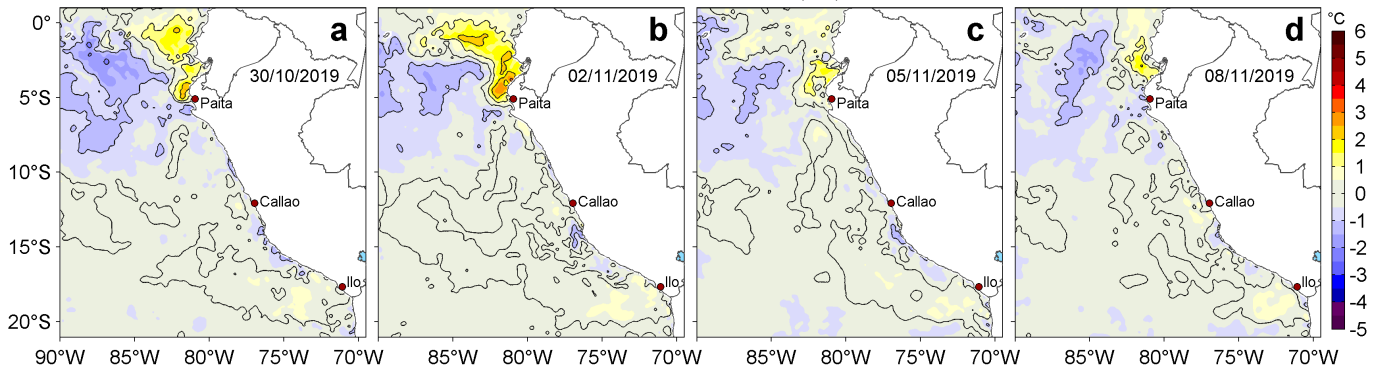 a
b
c
d
30/10/2019
02/11/2019
05/11/2019
08/11/2019
0°
5°S
10°S
15°S
20°S
Paita
Callao
Ilo
Paita
Callao
Ilo
Paita
Callao
Ilo
Paita
Callao
Ilo
90°W 85°W 80°W 75°W 70°W
85°W 80°W 75°W 70°W
85°W 80°W 75°W 70°W
85°W 80°W 75°W 70°W
°C
6
5
4
3
2
1
0
-1
-2
-3
-4
-5